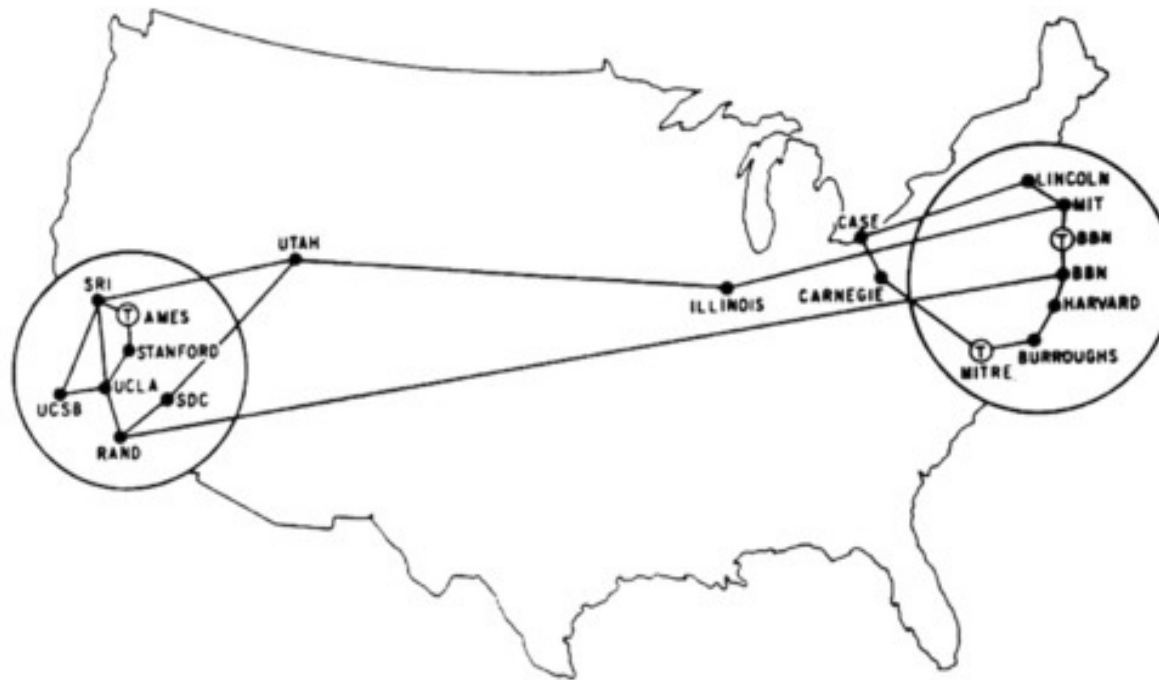 LINCOLN
MIT
CASE
T BBN
UTAH
BBN
SRI
ILLINOIS
CARNEGIE
HARVARD
T AMES
STANFORD
BURROUGHS
T
MITRE
UCLA
SDC
UCSB
RAND